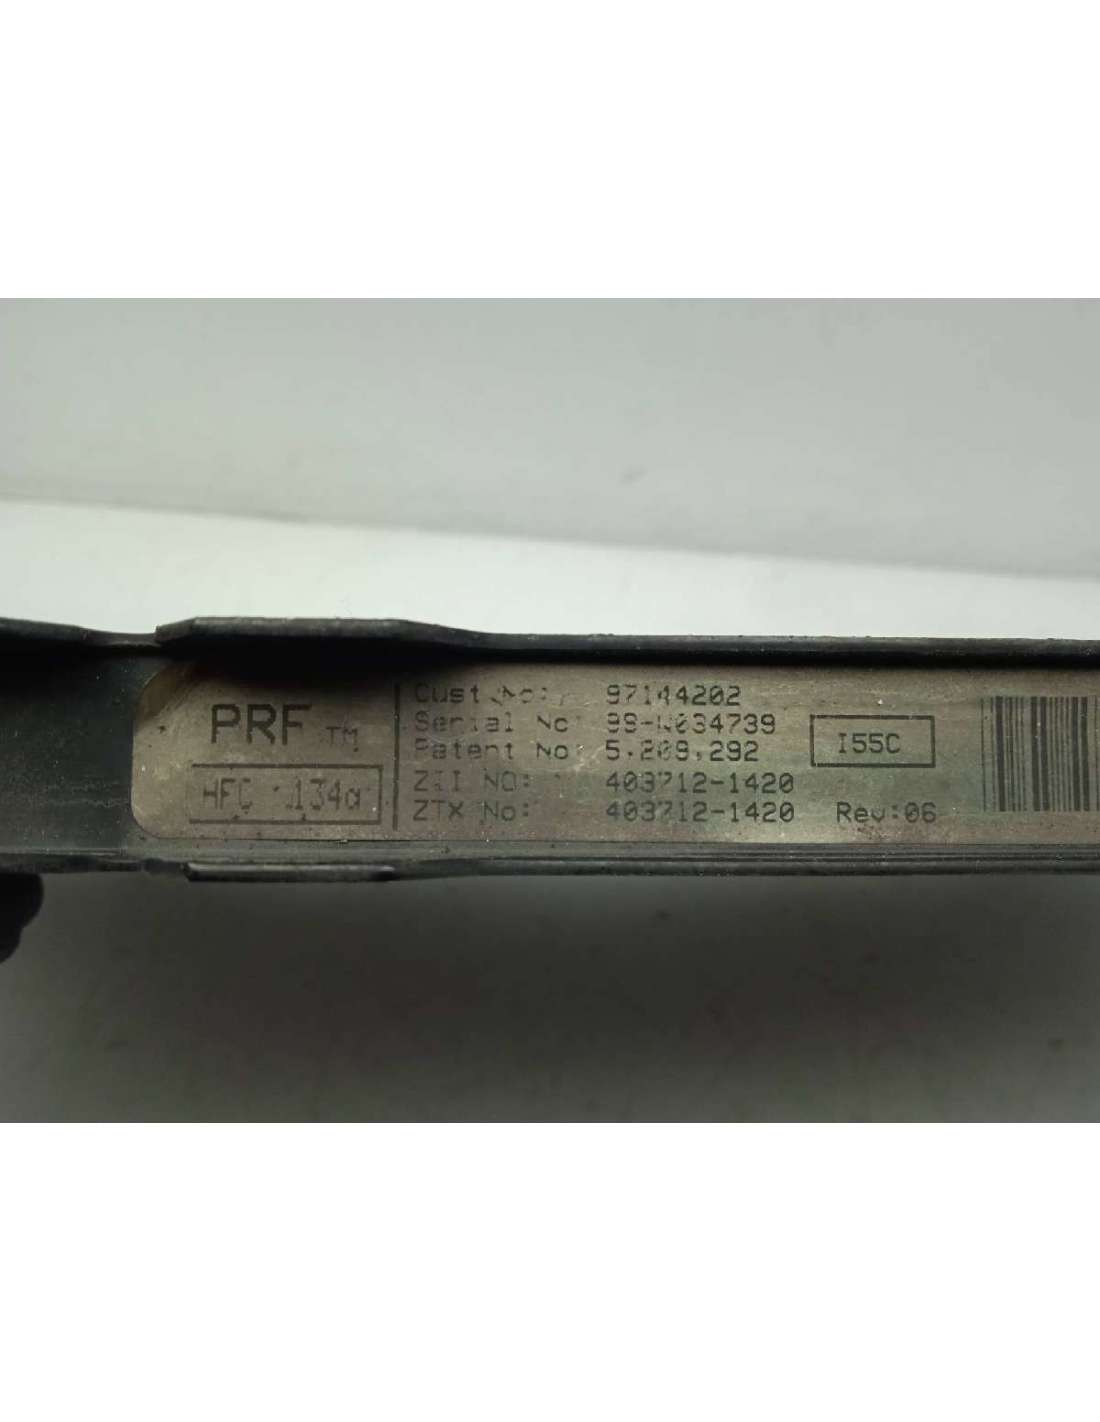 PRF TM
HFC 134a
Cust No: 97144202
Serial No: 99-W034739
Patent No: 5,209,292
I55C
ZII NO: 403712-1420
ZTX No: 403712-1420 Rev:06